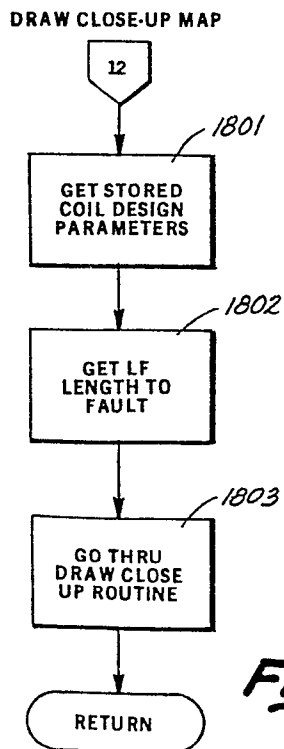 DRAW CLOSE-UP MAP
12
1801
GET STORED
COIL DESIGN
PARAMETERS
1802
GET LF
LENGTH TO
FAULT
1803
GO THRU
DRAW CLOSE
UP ROUTINE
RETURN